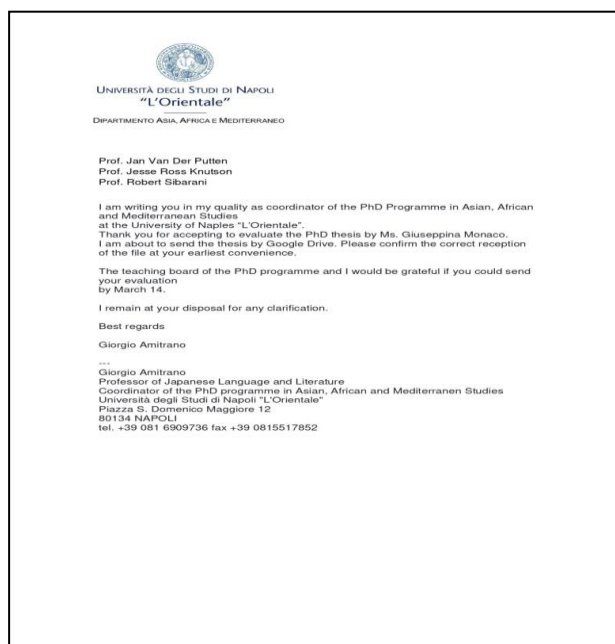 UNIVERSITÀ DEGLI STUDI DI NAPOLI
"L'Orientale"
DIPARTIMENTO ASIA, AFRICA E MEDITERRANEO
Prof. Jan Van Der Putten
Prof. Jesse Ross Knutson
Prof. Robert Sibarani
I am writing you in my quality as coordinator of the PhD Programme in Asian, African
and Mediterranean Studies
at the University of Naples "L'Orientale".
Thank you for accepting to evaluate the PhD thesis by Ms. Giuseppina Monaco.
I am about to send the thesis by Google Drive. Please confirm the correct reception
of the file at your earliest convenience.
The teaching board of the PhD programme and I would be grateful if you could send
your evaluation
by March 14.
I remain at your disposal for any clarification.
Best regards
Giorgio Amitrano
---
Giorgio Amitrano
Professor of Japanese Language and Literature
Coordinator of the PhD programme in Asian, African and Mediterranen Studies
Università degli Studi di Napoli "L'Orientale"
Piazza S. Domenico Maggiore 12
80134 NAPOLI
tel. +39 081 6909736 fax +39 0815517852